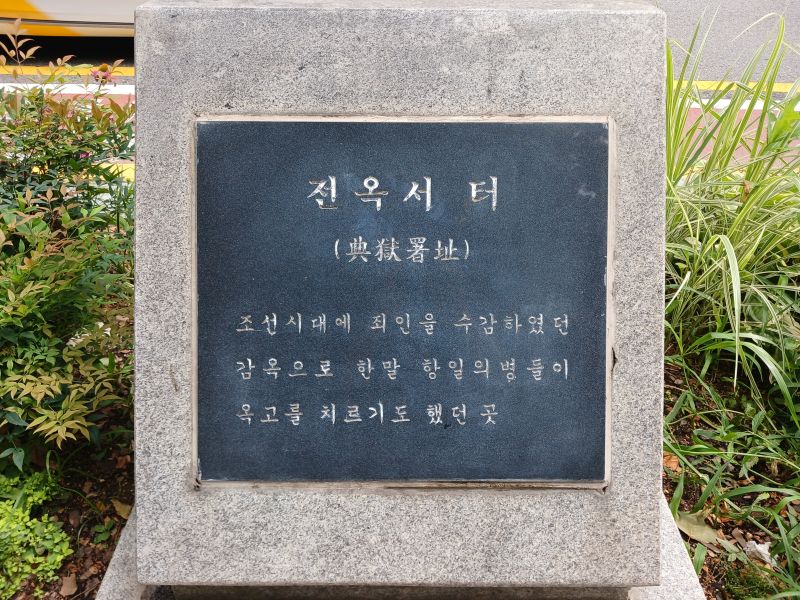 전옥서 터
(典獄署址)
조선시대에 죄인을 수감하였던
감옥으로 한말 항일의병들이
옥고를 치르기도 했던 곳